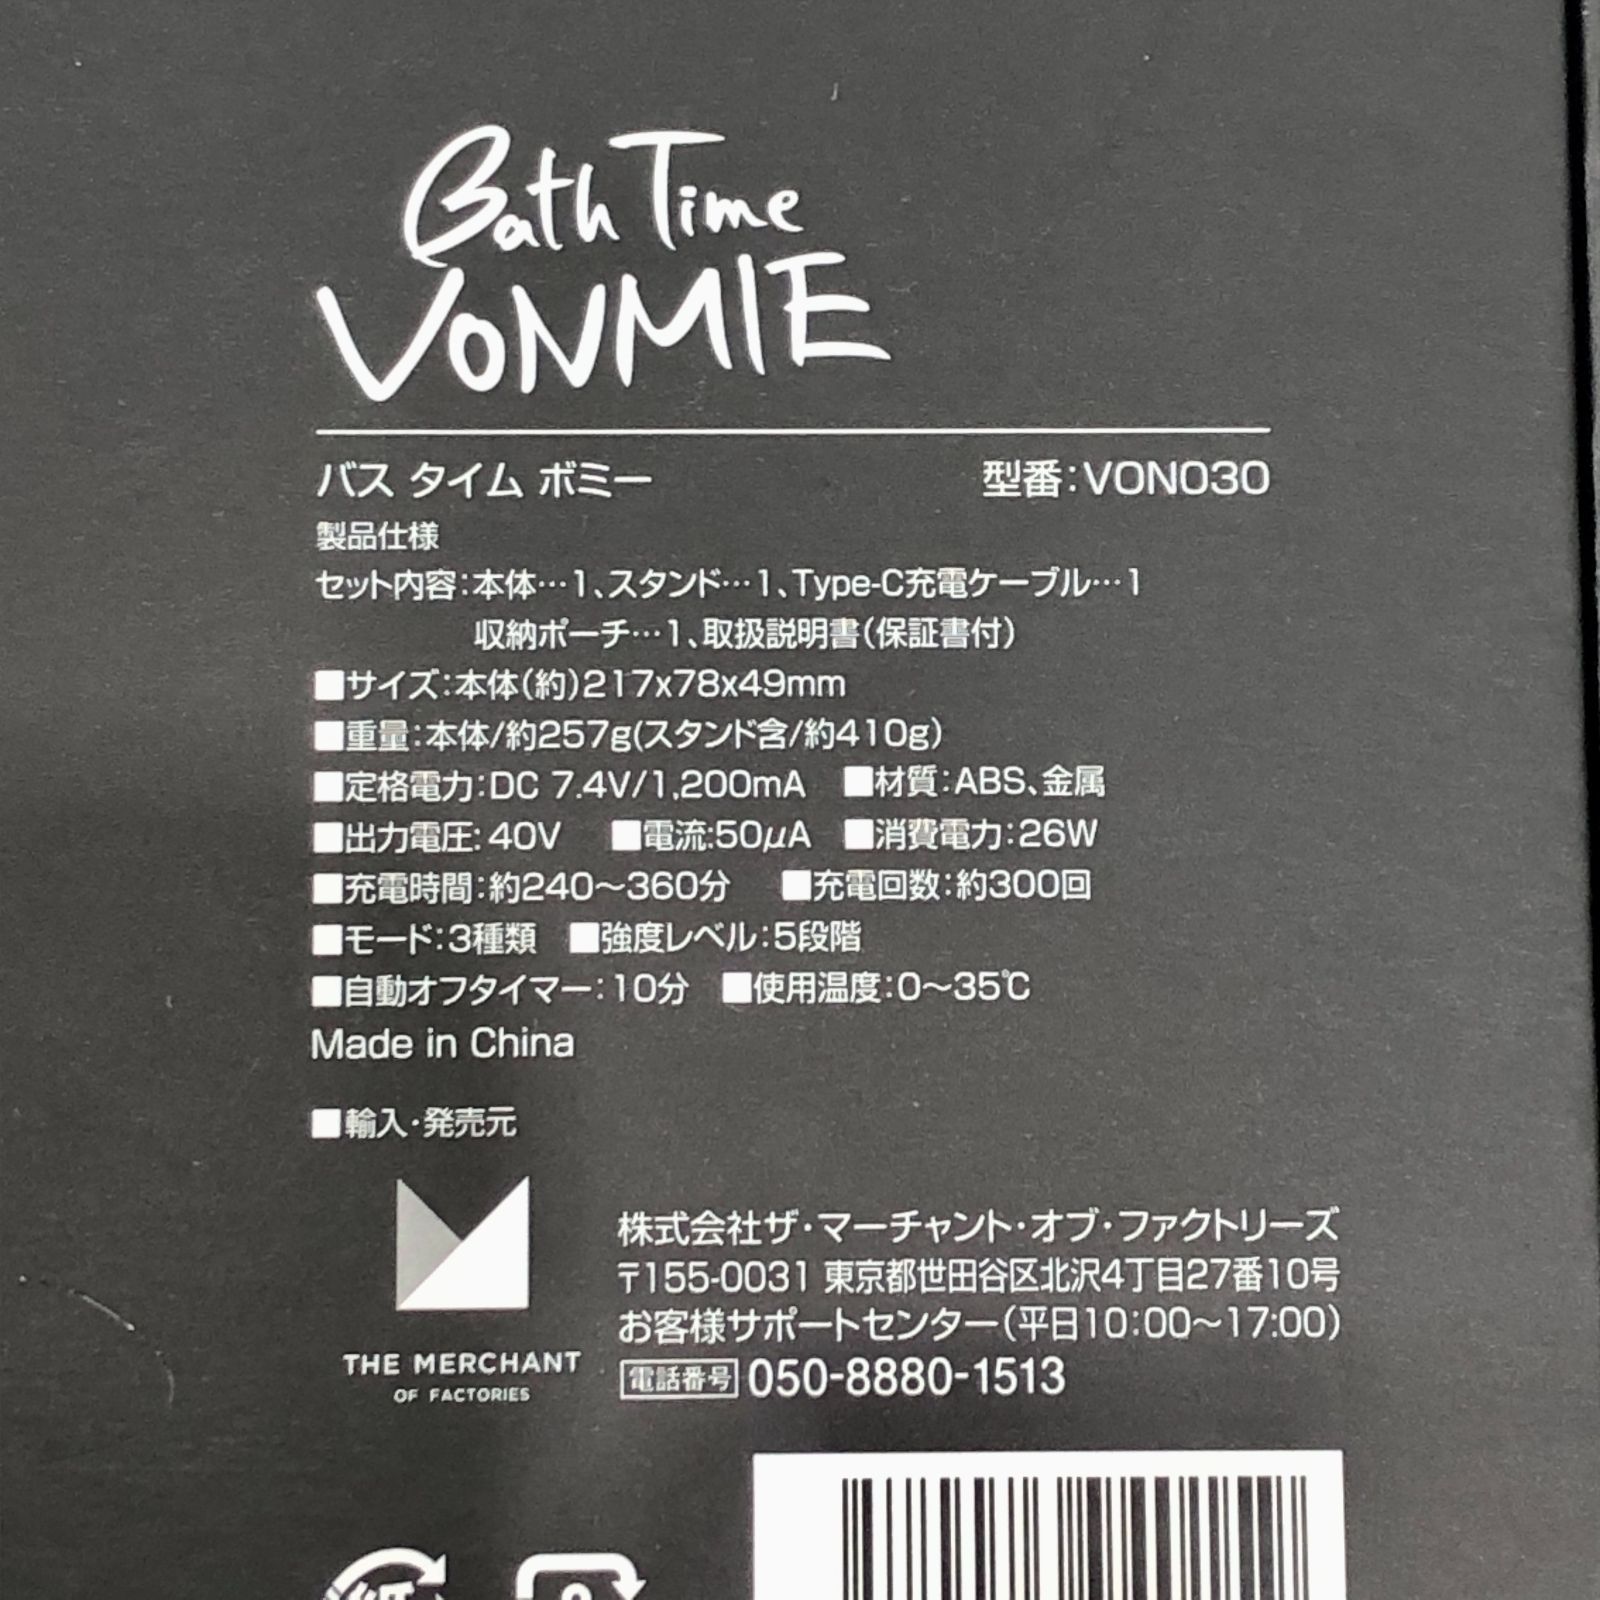 Bath Time
VONMIE
バス タイム ボミー 型番:VON030
製品仕様
セット内容:本体…1、スタンド…1、Type-C充電ケーブル…1
収納ポーチ…1、取扱説明書(保証書付)
■サイズ:本体(約)217x78x49mm
■重量:本体/約257g(スタンド含/約410g)
■定格電力:DC 7.4V/1,200mA ■材質:ABS、金属
■出力電圧:40V ■電流:50μA ■消費電力:26W
■充電時間:約240〜360分 ■充電回数:約300回
■モード:3種類 ■強度レベル:5段階
■自動オフタイマー:10分 ■使用温度:0〜35℃
Made in China
■輸入・発売元
株式会社ザ・マーチャント・オブ・ファクトリーズ
〒155-0031 東京都世田谷区北沢4丁目27番10号
お客様サポートセンター(平日10:00〜17:00)
電話番号 050-8880-1513
THE MERCHANT
OF FACTORIES